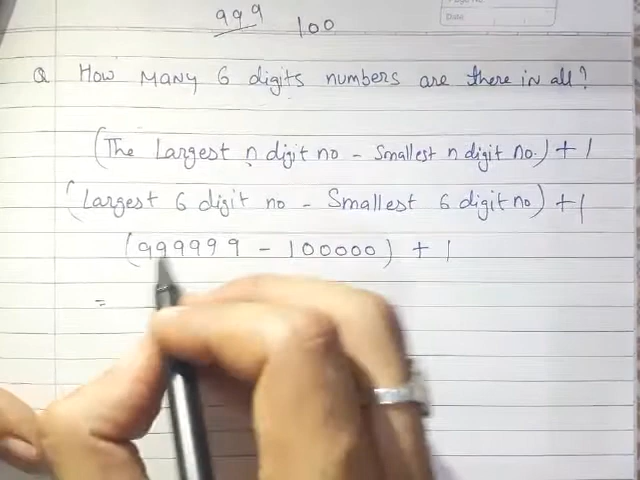 999 100
Date
Q How MANY 6 digits numbers are there in all?
(The Largest n digit no - Smallest n digit no.) + 1
(Largest 6 digit no - Smallest 6 digit no) + 1
(999999 - 100000) + 1
=